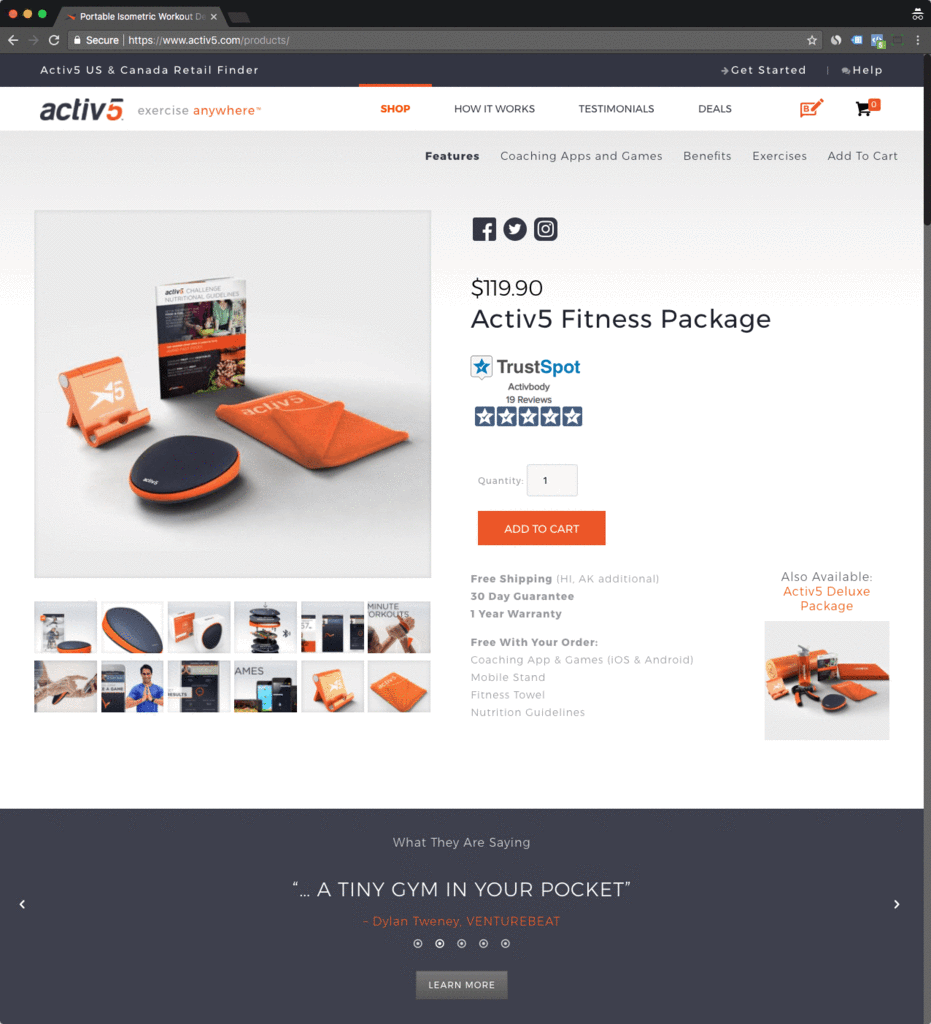 Portable Isometric Workout De
Secure | https://www.activ5.com/products/
Activ5 US & Canada Retail Finder
Get Started | Help
activ5 exercise anywhere™
SHOP HOW IT WORKS TESTIMONIALS DEALS
B 0
Features Coaching Apps and Games Benefits Exercises Add To Cart
$119.90
Activ5 Fitness Package
activ5 CHALLENGE
NUTRITIONAL GUIDELINES
5
activ5
activ5
TrustSpot
Activbody
19 Reviews
Quantity: 1
ADD TO CART
Free Shipping (HI, AK additional)
30 Day Guarantee
1 Year Warranty
Free With Your Order:
Coaching App & Games (iOS & Android)
Mobile Stand
Fitness Towel
Nutrition Guidelines
Also Available:
Activ5 Deluxe
Package
MINUTE
WORKOUTS
A GAME
RESULTS
AMES
What They Are Saying
“... A TINY GYM IN YOUR POCKET”
– Dylan Tweney, VENTUREBEAT
LEARN MORE